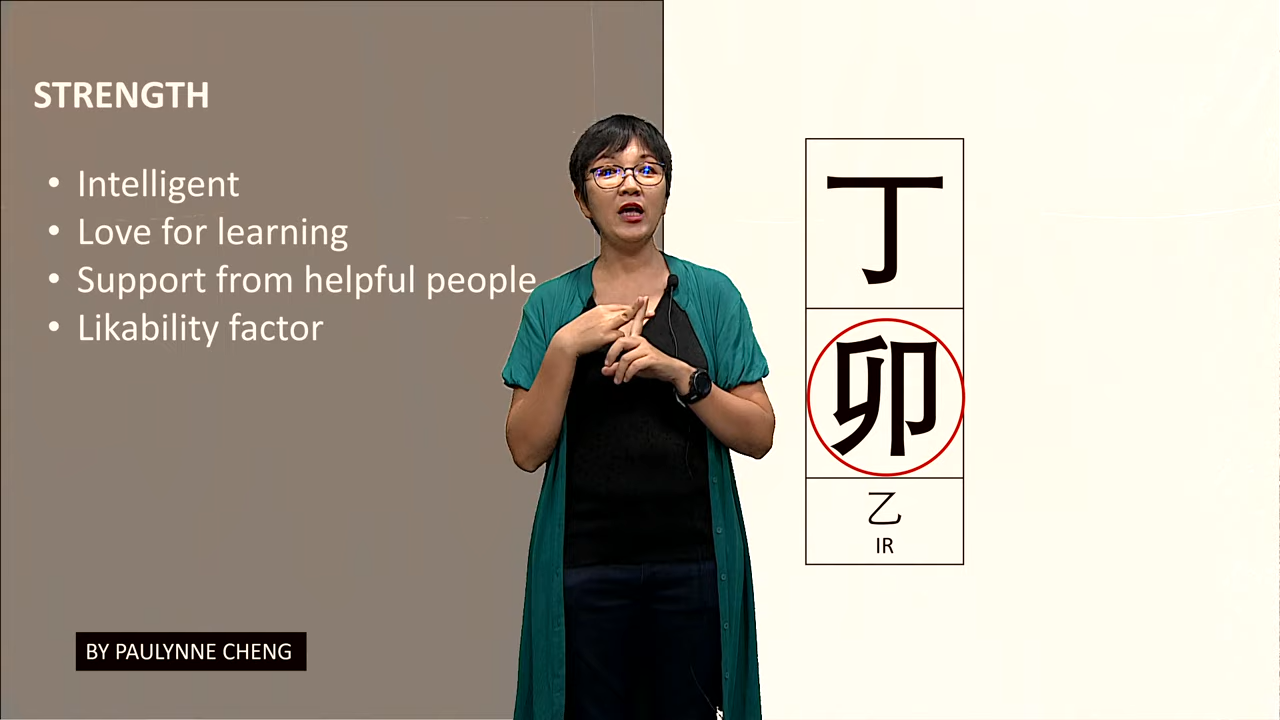 STRENGTH
• Intelligent
• Love for learning
• Support from helpful people
• Likability factor
丁
卯
乙
IR
BY PAULYNNE CHENG